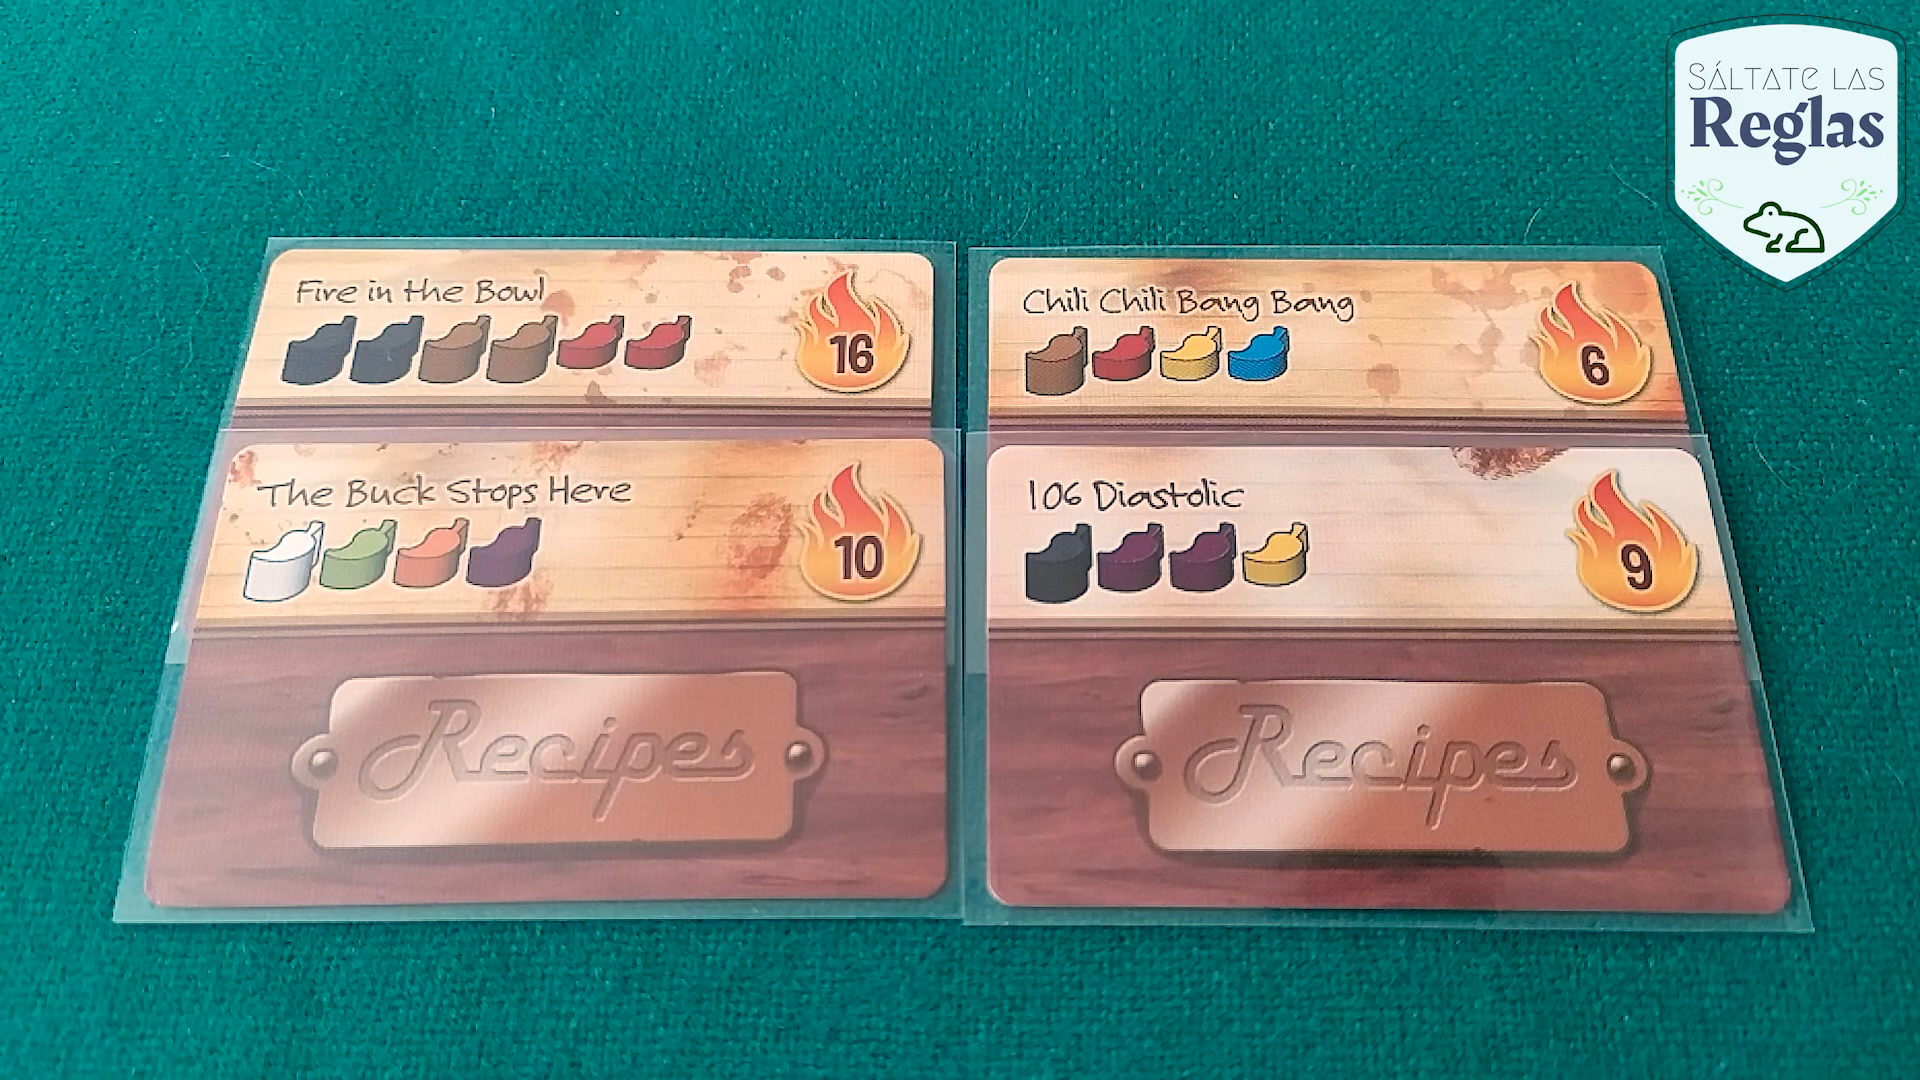 SÁLTATE LAS
Reglas
Fire in the Bowl
16
Chili Chili Bang Bang
6
The Buck Stops Here
10
106 Diastolic
9
Recipes
Recipes